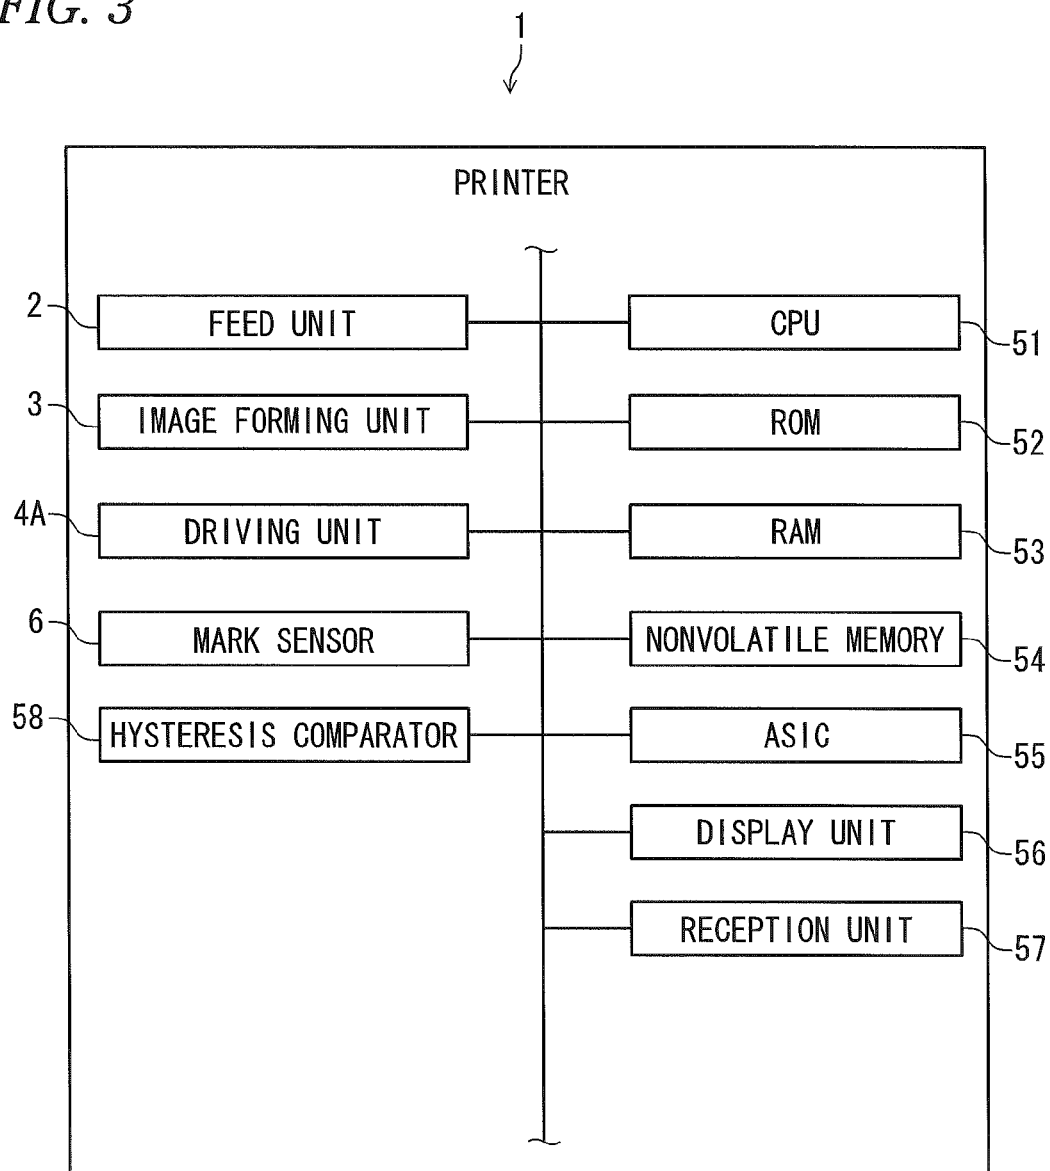 FIG. 3
1
PRINTER
2
FEED UNIT
CPU
51
3
IMAGE FORMING UNIT
ROM
52
4A
DRIVING UNIT
RAM
53
6
MARK SENSOR
NONVOLATILE MEMORY
54
58
HYSTERESIS COMPARATOR
ASIC
55
DISPLAY UNIT
56
RECEPTION UNIT
57